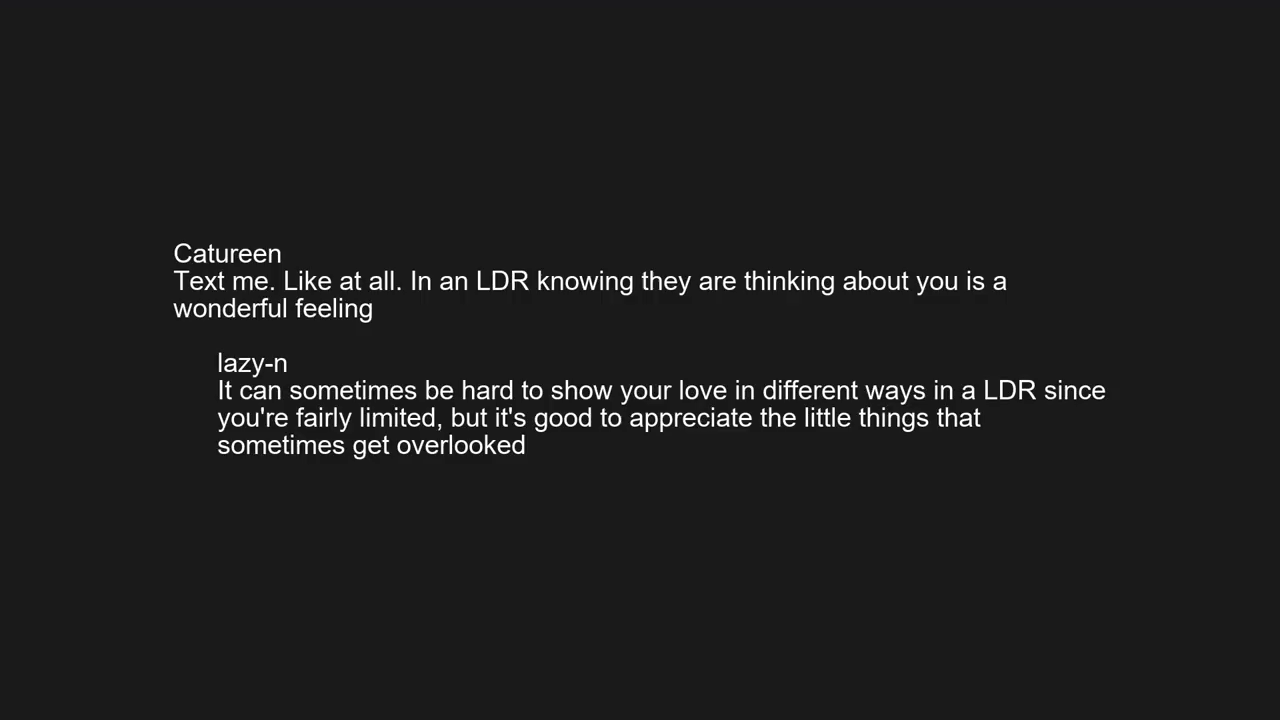 Catureen
Text me. Like at all. In an LDR knowing they are thinking about you is a
wonderful feeling
lazy-n
It can sometimes be hard to show your love in different ways in a LDR since
you're fairly limited, but it's good to appreciate the little things that
sometimes get overlooked